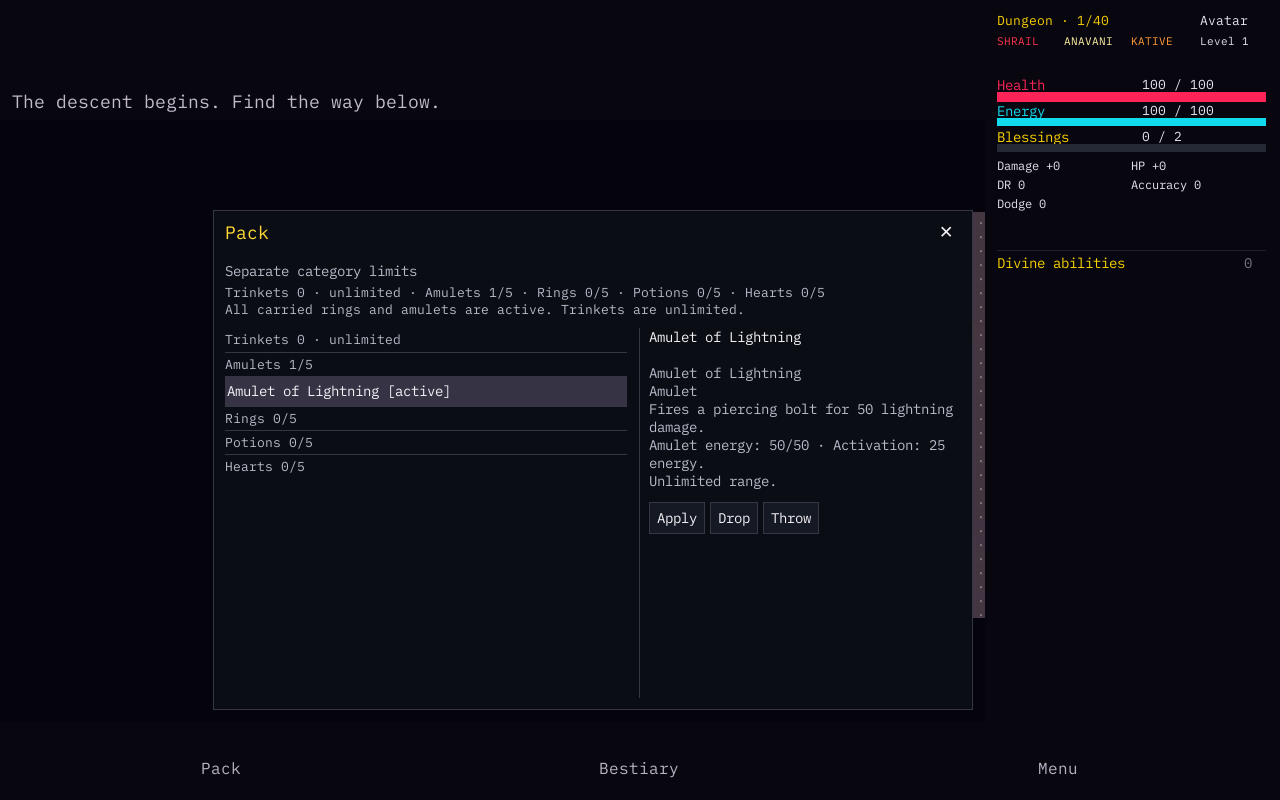 Dungeon · 1/40 Avatar
SHRAIL ANAVANI KATIVE Level 1
The descent begins. Find the way below.
Health 100 / 100
Energy 100 / 100
Blessings 0 / 2
Damage +0 HP +0
DR 0 Accuracy 0
Dodge 0
Divine abilities 0
Pack ✕
Separate category limits
Trinkets 0 · unlimited · Amulets 1/5 · Rings 0/5 · Potions 0/5 · Hearts 0/5
All carried rings and amulets are active. Trinkets are unlimited.
Trinkets 0 · unlimited
Amulets 1/5
Amulet of Lightning [active]
Rings 0/5
Potions 0/5
Hearts 0/5
Amulet of Lightning
Amulet of Lightning
Amulet
Fires a piercing bolt for 50 lightning
damage.
Amulet energy: 50/50 · Activation: 25
energy.
Unlimited range.
Apply Drop Throw
Pack Bestiary Menu